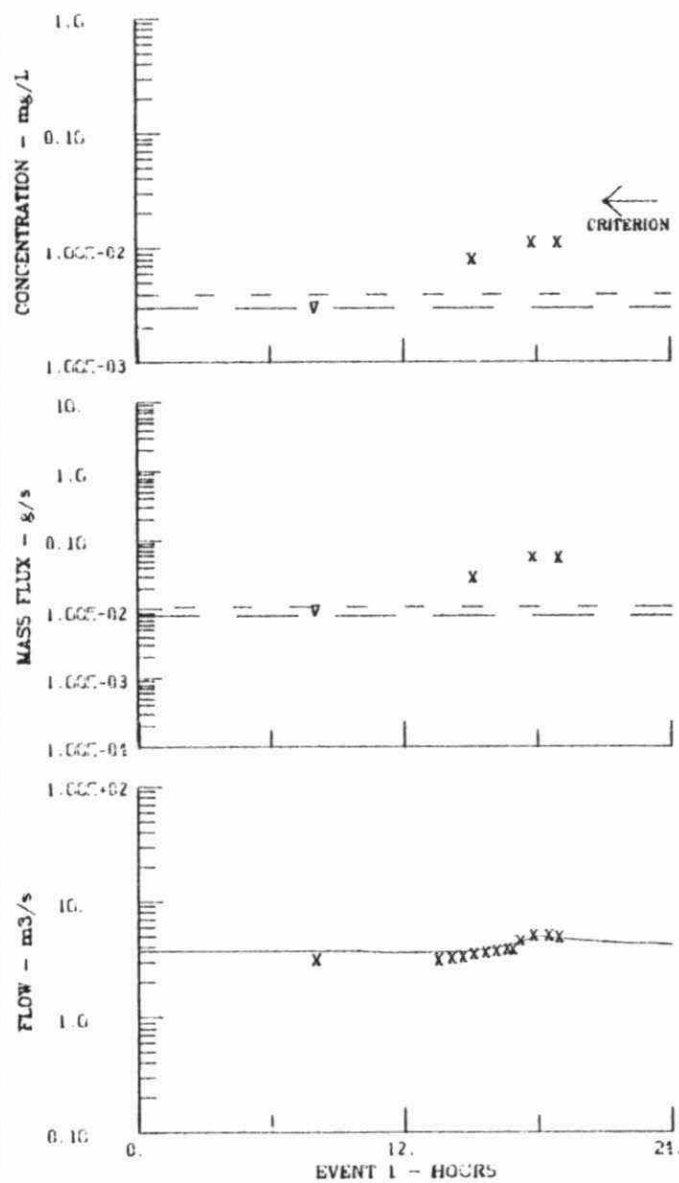 1.0
0.10
1.00E-02
1.00E-03
CONCENTRATION - mg/L
CRITERION
10.
1.0
0.10
1.00E-02
1.00E-03
1.00E-04
MASS FLUX - g/s
1.00E+02
10.
1.0
0.10
FLOW - m3/s
0. 12. 24.
EVENT 1 - HOURS